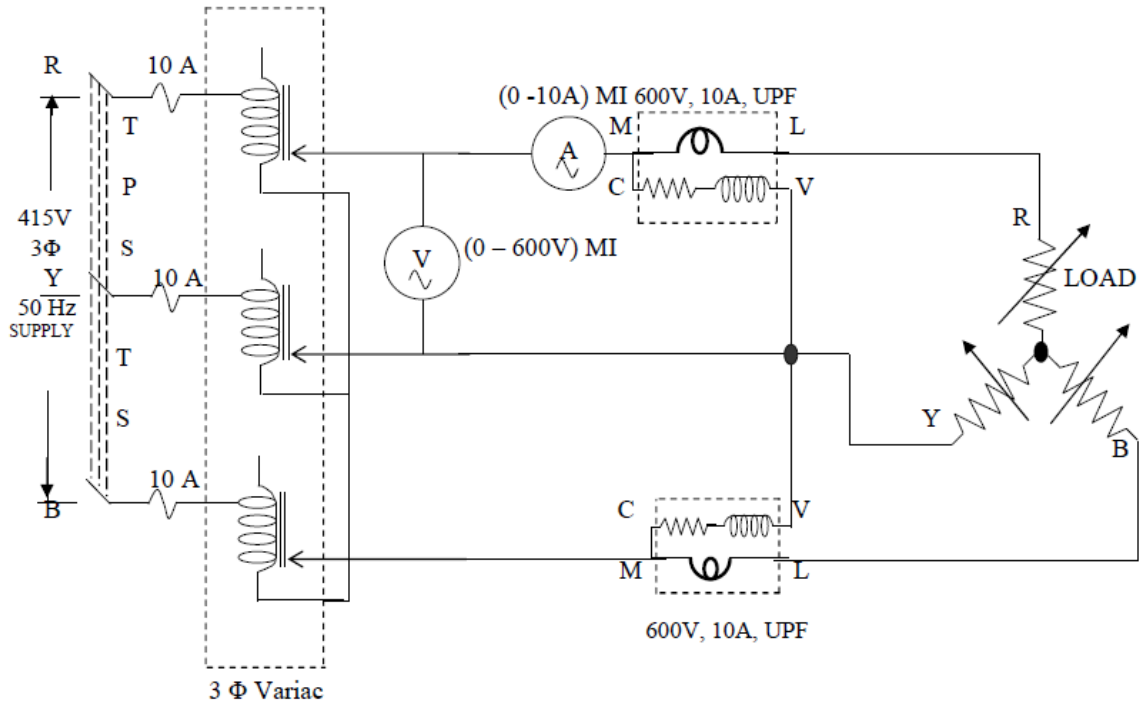 R
10 A
T
P
S
T
S
415V
3Φ
Y
50 Hz
SUPPLY
10 A
10 A
B
3 Φ Variac
(0 -10A) MI 600V, 10A, UPF
A
M
L
C
V
V
(0 – 600V) MI
R
LOAD
Y
B
C
V
M
L
600V, 10A, UPF